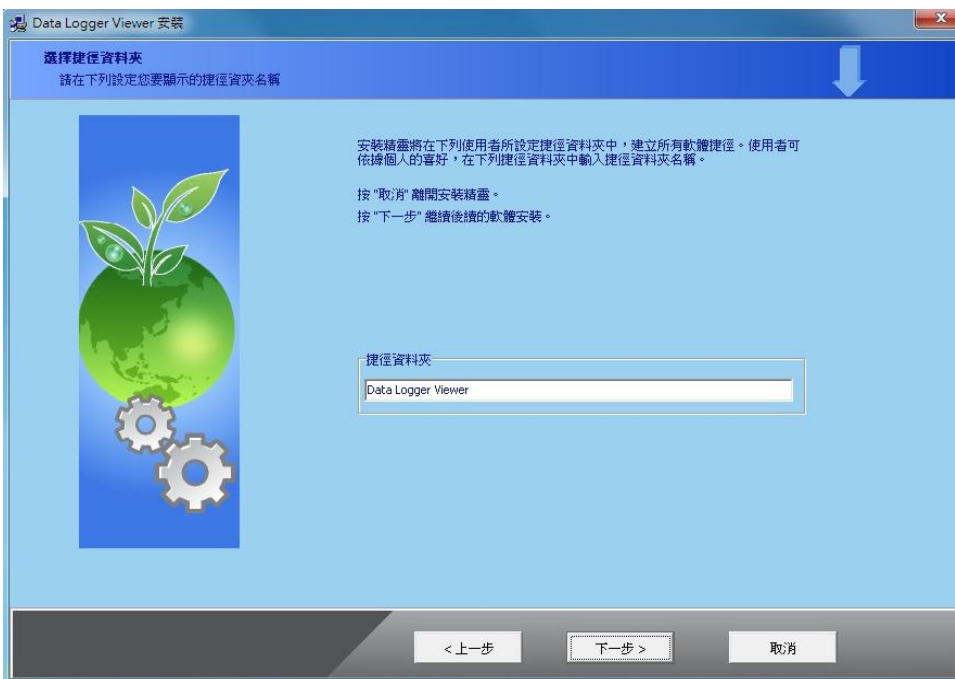 Data Logger Viewer 安裝
選擇捷徑資料夾
請在下列設定您要顯示的捷徑資夾名稱
安裝精靈將在下列使用者所設定捷徑資料夾中，建立所有軟體捷徑。使用者可
依據個人的喜好，在下列捷徑資料夾中輸入捷徑資料夾名稱。
按 "取消" 離開安裝精靈。
按 "下一步" 繼續後續的軟體安裝。
捷徑資料夾
Data Logger Viewer
< 上一步
下一步 >
取消